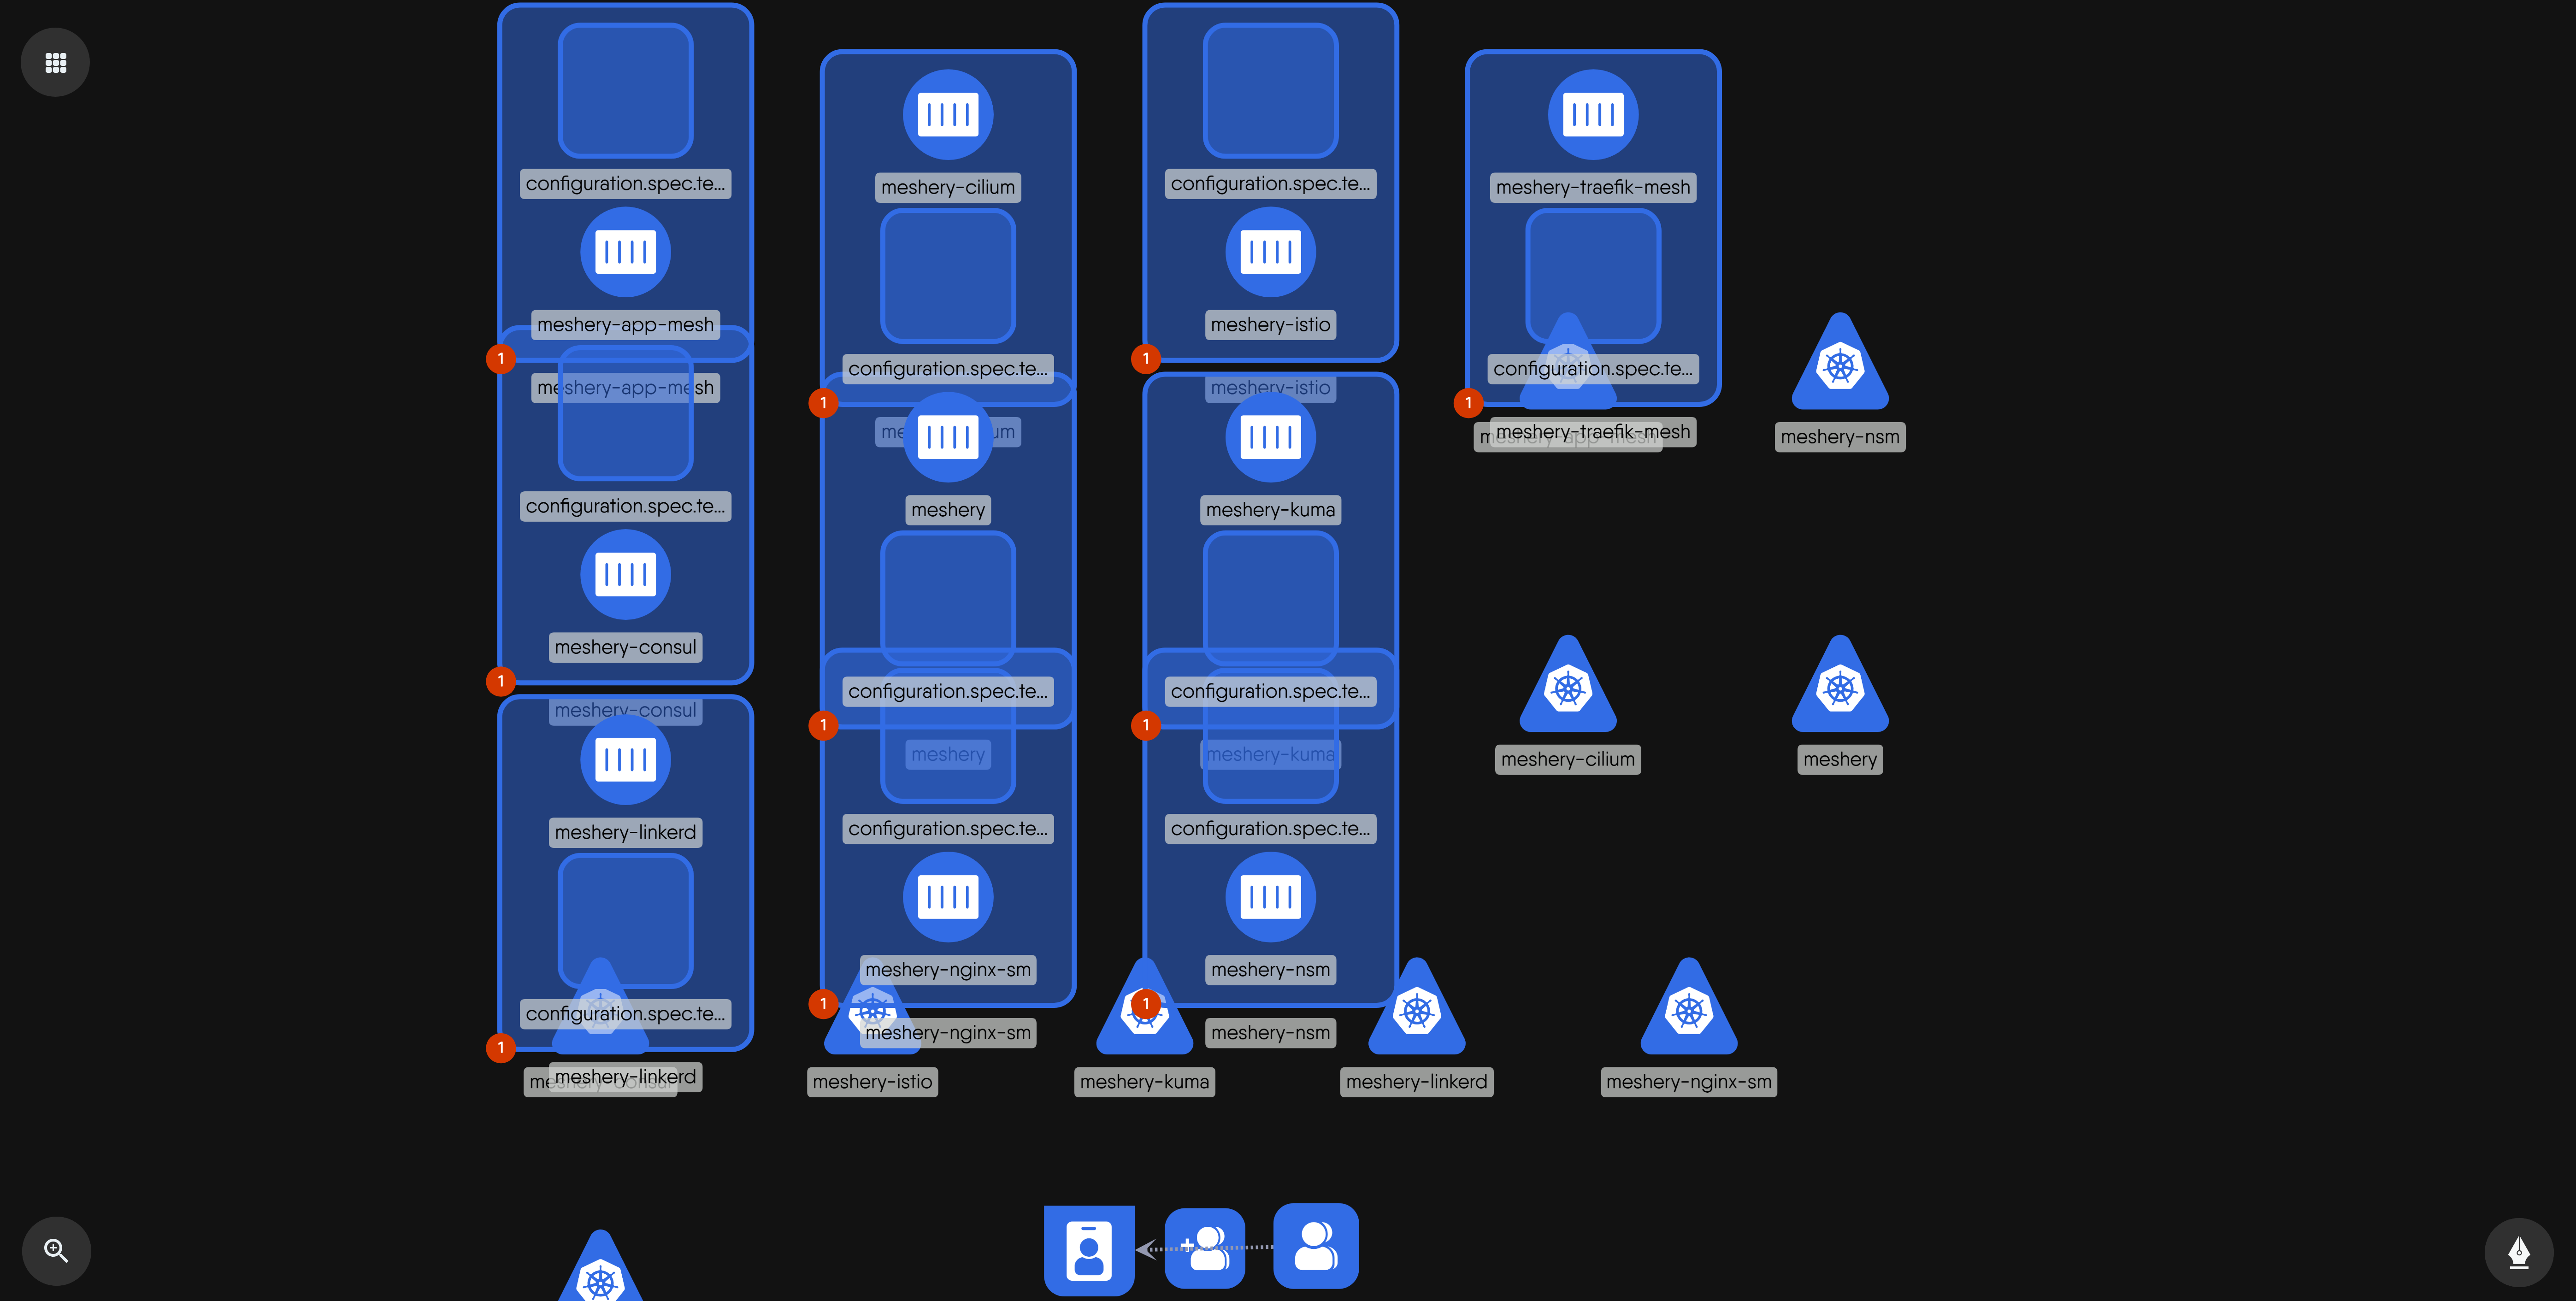 configuration.spec.te...
meshery-app-mesh
1
meshery-app-mesh
configuration.spec.te...
meshery-consul
1
meshery-consul
meshery-linkerd
configuration.spec.te...
1
meshery-linkerd
meshery-cilium
configuration.spec.te...
1
meshery
configuration.spec.te...
1
meshery
configuration.spec.te...
meshery-nginx-sm
1
meshery-nginx-sm
meshery-istio
configuration.spec.te...
meshery-istio
1
meshery-istio
meshery-kuma
configuration.spec.te...
1
meshery-kuma
configuration.spec.te...
meshery-nsm
1
meshery-nsm
meshery-kuma
meshery-linkerd
meshery-nginx-sm
meshery-traefik-mesh
configuration.spec.te...
1
meshery-traefik-mesh
meshery-nsm
meshery-cilium
meshery